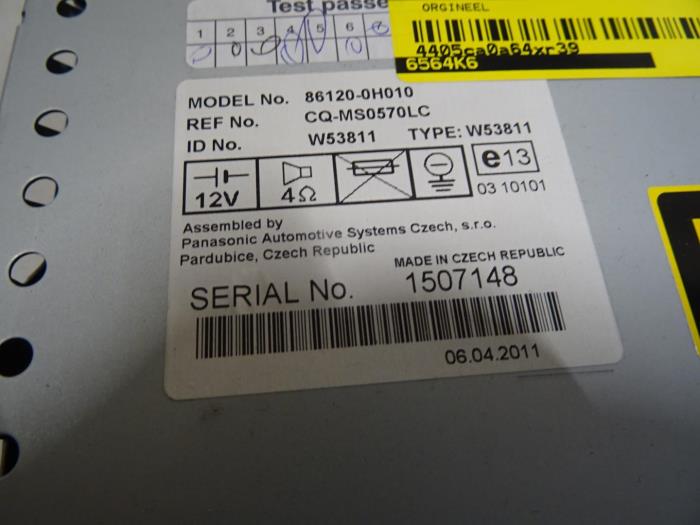 Test passe
1 2 3 4 5 6 7
ORGINEEL
4405ca0a64xr39
6564K6
MODEL No. 86120-0H010
REF No. CQ-MS0570LC
ID No. W53811 TYPE: W53811
12V 4Ω e13
03 10101
Assembled by
Panasonic Automotive Systems Czech, s.r.o.
Pardubice, Czech Republic
MADE IN CZECH REPUBLIC
SERIAL No. 1507148
06.04.2011